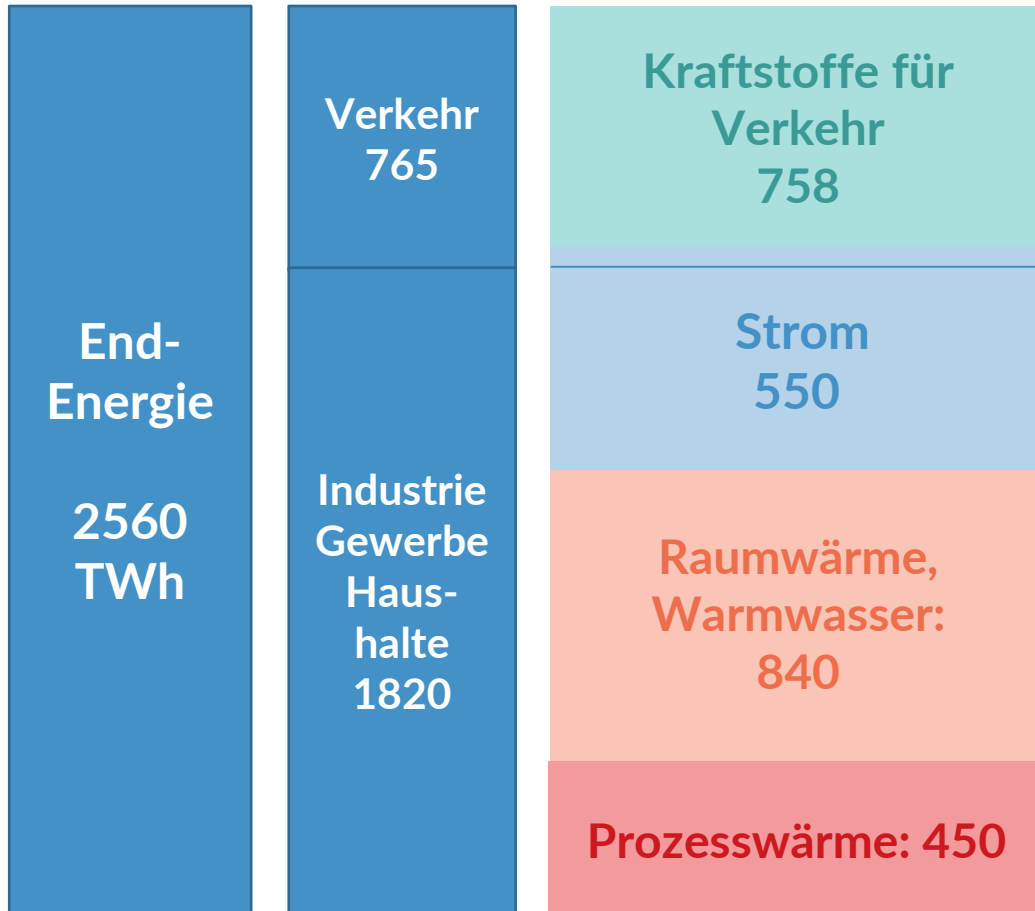 End-
Energie
2560
TWh
Verkehr
765
Industrie
Gewerbe
Haus-
halte
1820
Kraftstoffe für
Verkehr
758
Strom
550
Raumwärme,
Warmwasser:
840
Prozesswärme: 450